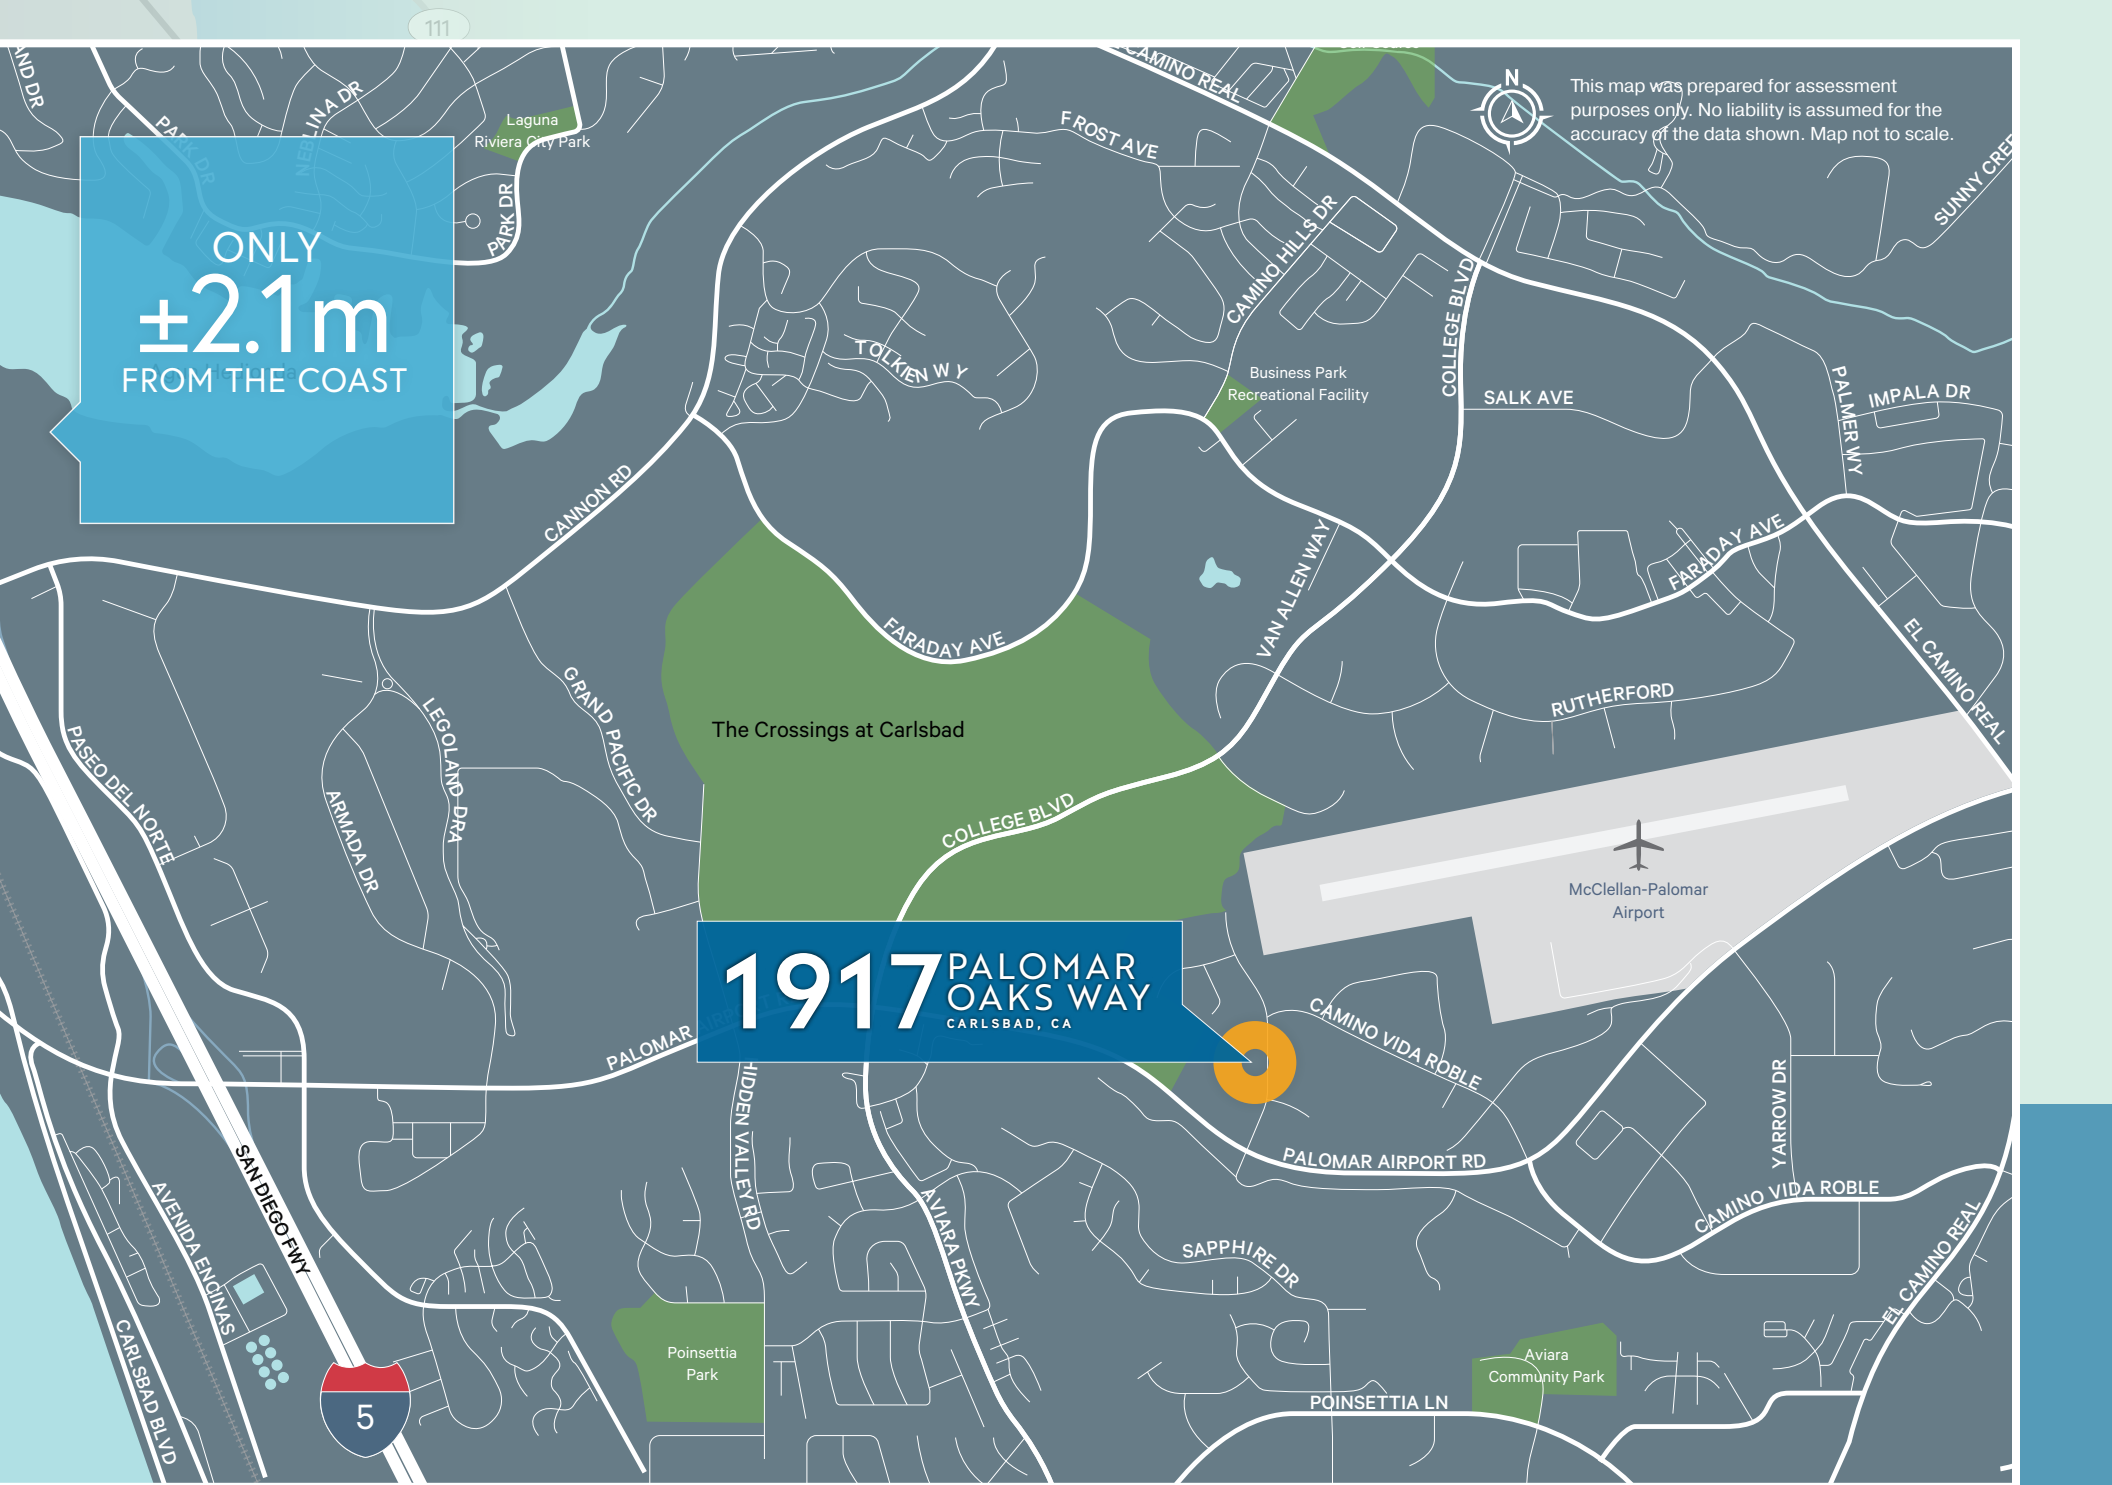 111
CAMINO REAL
N
This map was prepared for assessment
purposes only. No liability is assumed for the
accuracy of the data shown. Map not to scale.
AND DR
PARK DR
NEBLINA DR
Laguna
Riviera City Park
PARK DR
FROST AVE
SUNNY CREE
CAMINO HILLS DR
ONLY
±2.1m
FROM THE COAST
COLLEGE BLVD
TOLKIEN WY
Business Park
Recreational Facility
SALK AVE
PALMER WY
IMPALA DR
CANNON RD
VAN ALLEN WAY
FARADAY AVE
FARADAY AVE
EL CAMINO REAL
RUTHERFORD
The Crossings at Carlsbad
GRAND PACIFIC DR
LEGOLAND DRA
PASEO DEL NORTE
ARMADA DR
COLLEGE BLVD
McClellan-Palomar
Airport
1917 PALOMAR
OAKS WAY
CARLSBAD, CA
PALOMAR AIRPORT
CAMINO VIDA ROBLE
HIDDEN VALLEY RD
PALOMAR AIRPORT RD
YARROW DR
CAMINO VIDA ROBLE
SAN DIEGO FWY
AVENIDA ENCINAS
AVIARA PKWY
SAPPHIRE DR
EL CAMINO REAL
CARLSBAD BLVD
Poinsettia
Park
Aviara
Community Park
POINSETTIA LN
5